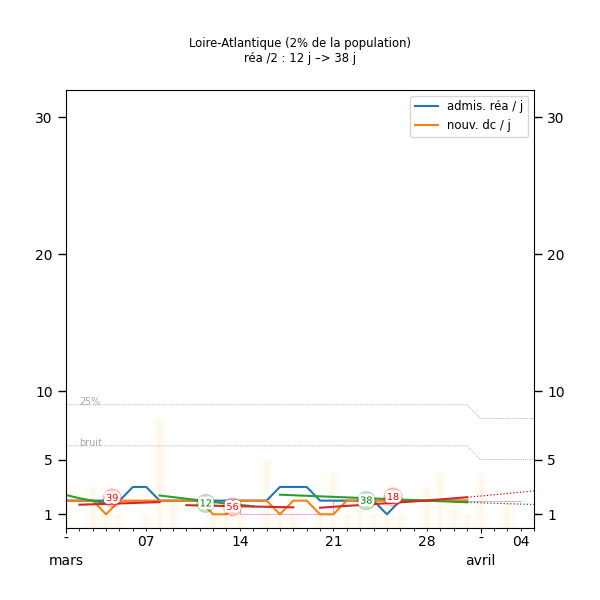 Loire-Atlantique (2% de la population)
réa /2 : 12 j –> 38 j
admis. réa / j
nouv. dc / j
30 30
20 20
10 10
5 5
1 1
25%
bruit
39 12 56 38 18
- 07 14 21 28 - 04
mars avril